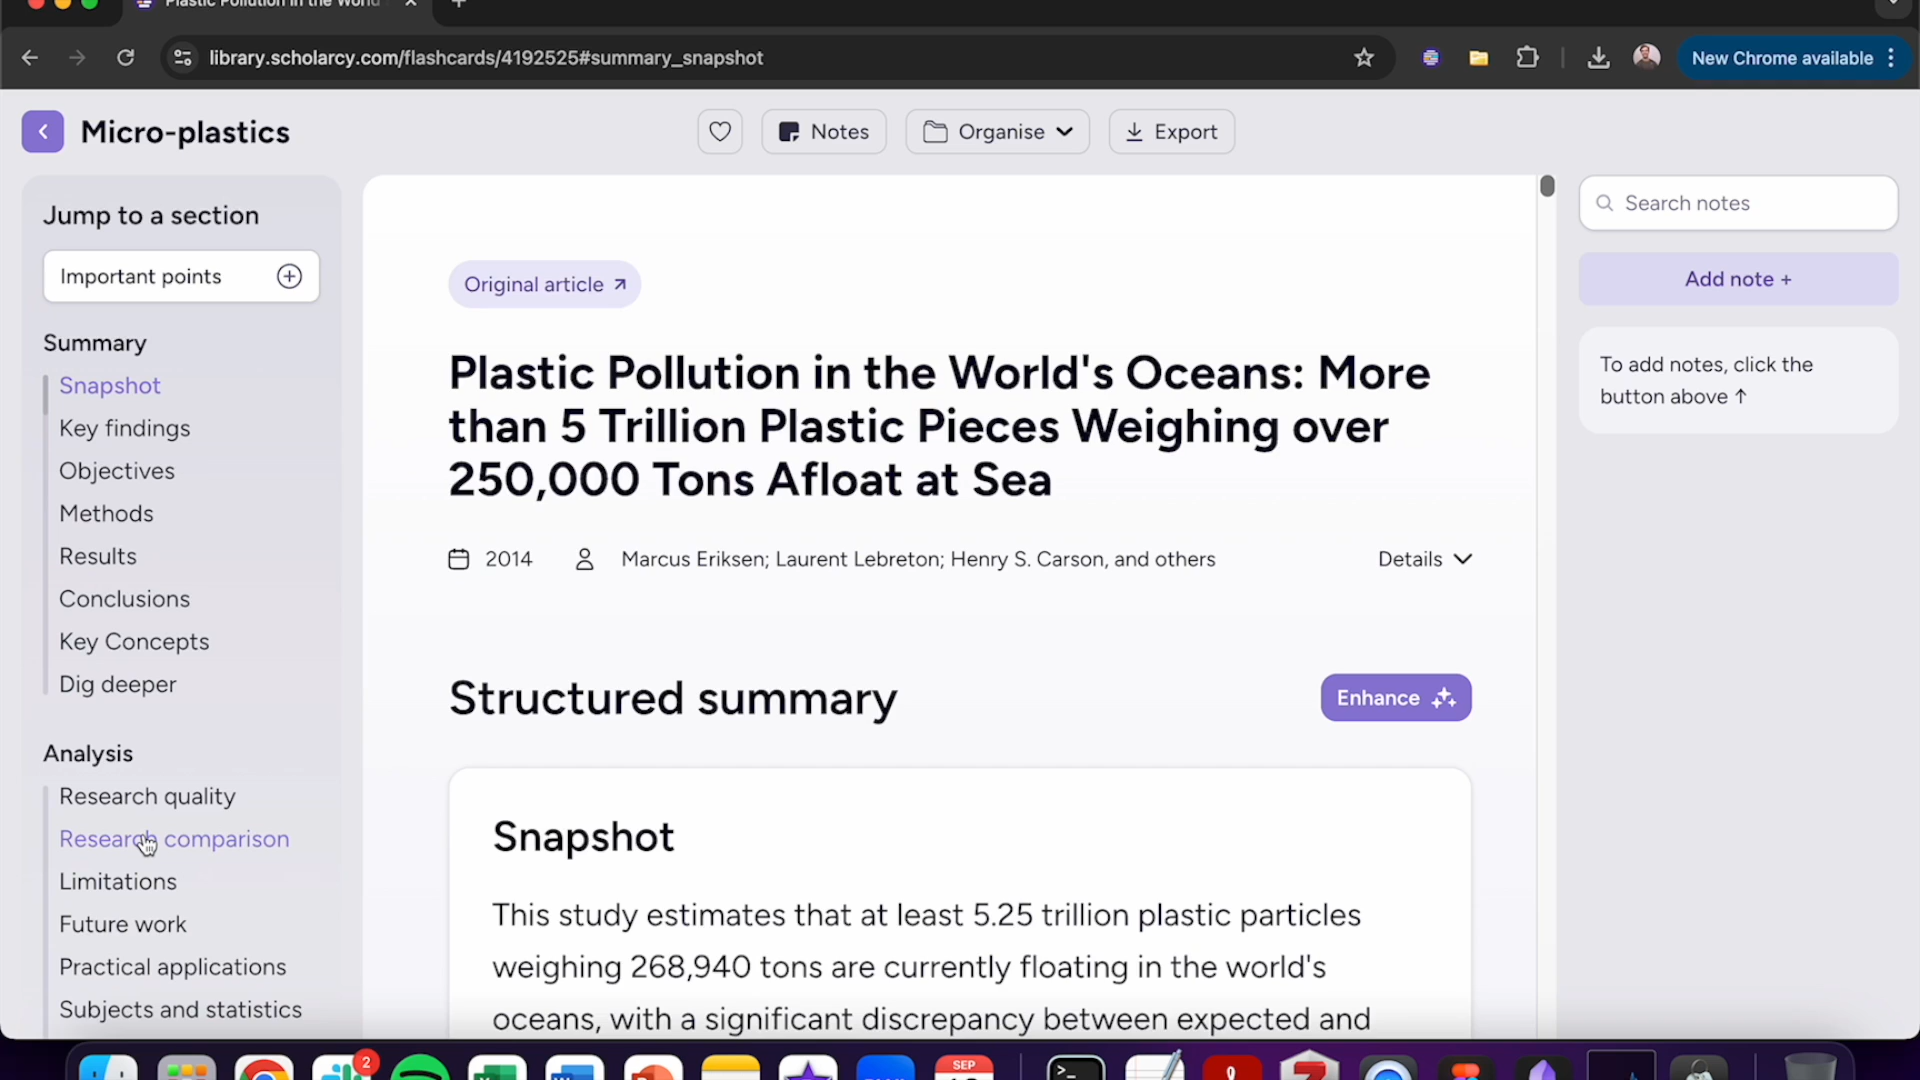 Plastic Pollution in the World
library.scholarcy.com/flashcards/4192525#summary_snapshot
New Chrome available
Micro-plastics
Notes
Organise
Export
Jump to a section
Important points
Summary
Snapshot
Key findings
Objectives
Methods
Results
Conclusions
Key Concepts
Dig deeper
Analysis
Research quality
Research comparison
Limitations
Future work
Practical applications
Subjects and statistics
Original article
Plastic Pollution in the World's Oceans: More
than 5 Trillion Plastic Pieces Weighing over
250,000 Tons Afloat at Sea
2014
Marcus Eriksen; Laurent Lebreton; Henry S. Carson, and others
Details
Structured summary
Enhance
Snapshot
This study estimates that at least 5.25 trillion plastic particles
weighing 268,940 tons are currently floating in the world's
oceans, with a significant discrepancy between expected and
Search notes
Add note +
To add notes, click the
button above ↑
2
SEP